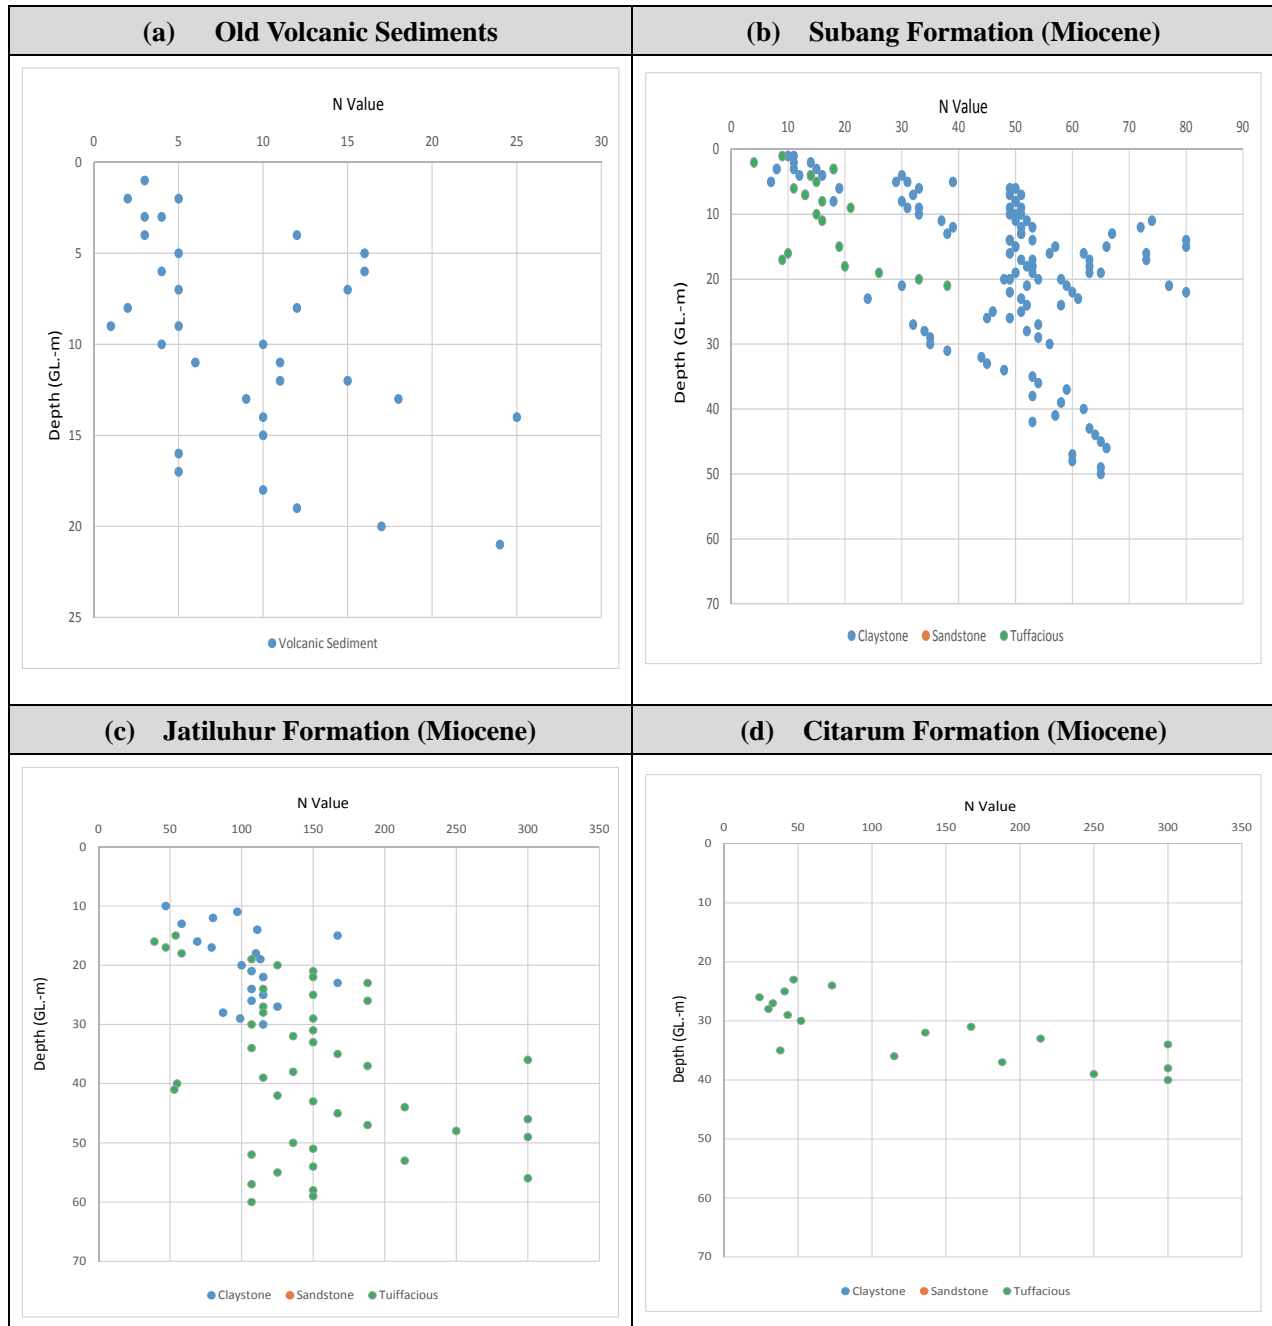 (a) Old Volcanic Sediments
N Value
0 5 10 15 20 25 30
0
5
10
15
20
25
Depth (GL.-m)
Volcanic Sediment
(b) Subang Formation (Miocene)
N Value
0 10 20 30 40 50 60 70 80 90
0
10
20
30
40
50
60
70
Depth (GL.-m)
Claystone Sandstone Tuffacious
(c) Jatiluhur Formation (Miocene)
N Value
0 50 100 150 200 250 300 350
0
10
20
30
40
50
60
70
Depth (GL.-m)
Claystone Sandstone Tuiffacious
(d) Citarum Formation (Miocene)
N Value
0 50 100 150 200 250 300 350
0
10
20
30
40
50
60
70
Depth (GL.-m)
Claystone Sandstone Tuffacious